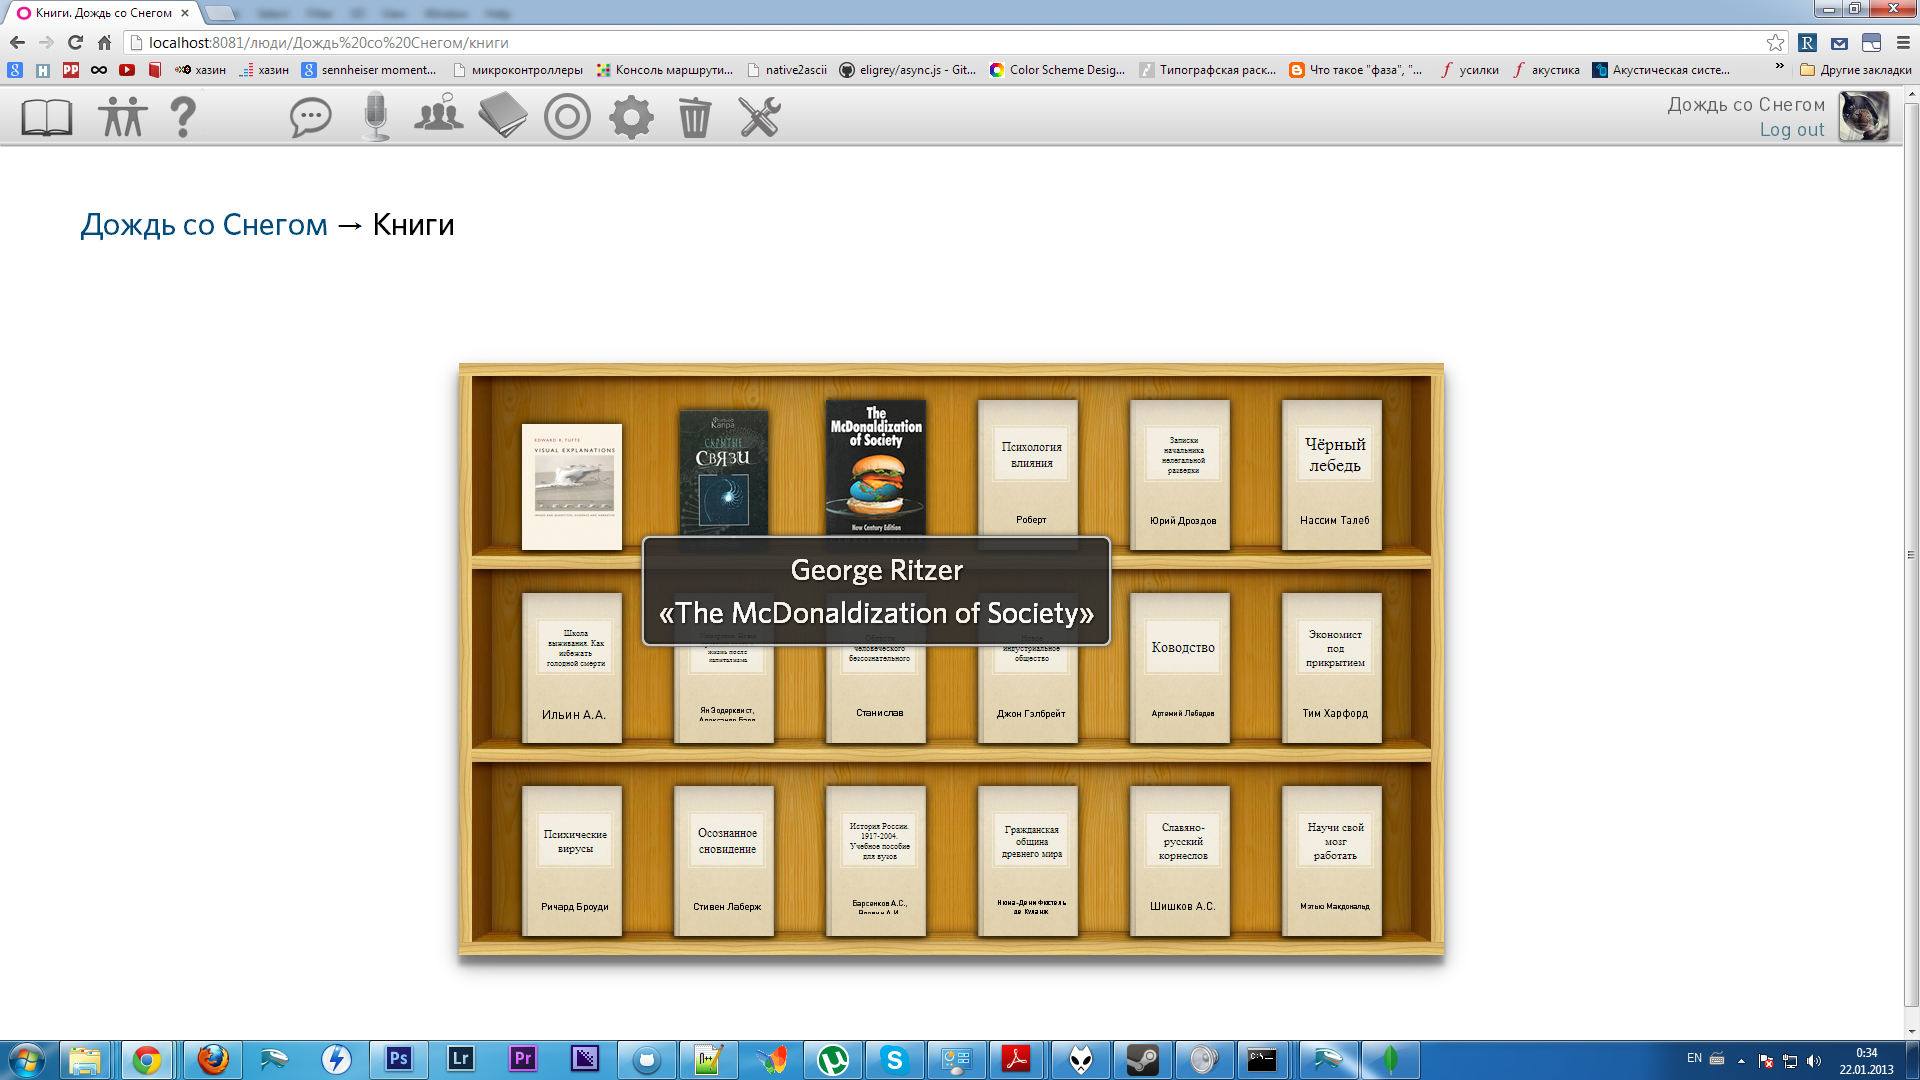 Книги. Дождь со Снегом
Select Filter 3D View Window Help
localhost:8081/люди/Дождь%20со%20Снегом/книги
хазин
хазин
sennheiser moment...
микроконтроллеры
Консоль маршрути...
native2ascii
eligrey/async.js - Git...
Color Scheme Desig...
Типографская раск...
Что такое "фаза", "...
усилки
акустика
Акустическая систе...
»
Другие закладки
Дождь со Снегом
Log out
Дождь со Снегом → Книги
EDWARD R. TUFTE
VISUAL EXPLANATIONS
Капра
СКРЫТЫЕ
СВЯЗИ
The
McDonaldization
of Society
New Century Edition
Психология
влияния
Роберт
Записки
начальника
нелегальной
разведки
Юрий Дроздов
Чёрный
лебедь
Нассим Талеб
George Ritzer
«The McDonaldization of Society»
Школа
выживания. Как
избежать
голодной смерти
Ильин А.А.
жизнь после
капитализма
Ян Зодерквист,
Александр Бард
человеческого
бессознательного
Станислав
индустриальное
общество
Джон Гэлбрейт
Ководство
Артемий Лебедев
Экономист
под
прикрытием
Тим Харфорд
Психические
вирусы
Ричард Броуди
Осознанное
сновидение
Стивен Лаберж
История России.
1917-2004.
Учебное пособие
для вузов
Барсенков А.С.,
Гражданская
община
древнего мира
Нюма-Дени Фюстель
де Куланж
Славяно-
русский
корнеслов
Шишков А.С.
Научи свой
мозг
работать
Мэтью Макдональд
EN
0:34
22.01.2013